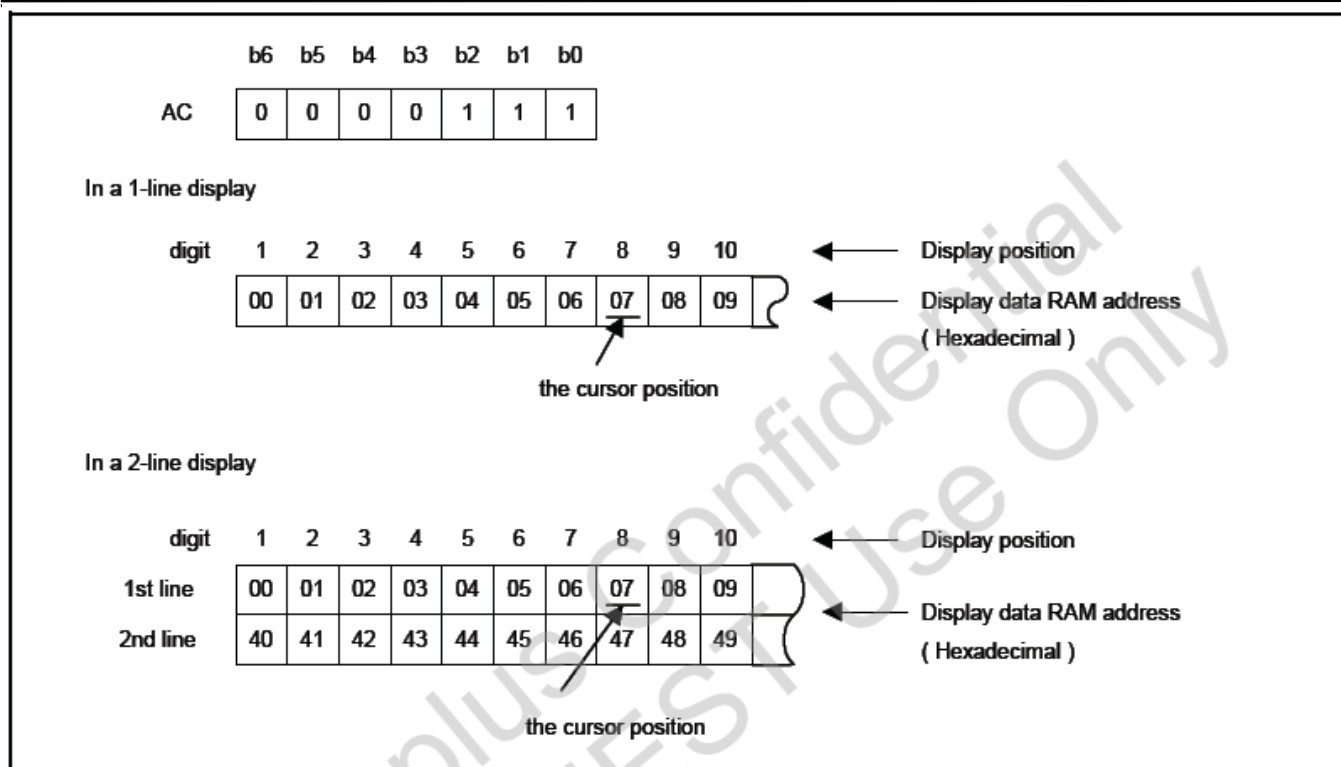 b6 b5 b4 b3 b2 b1 b0
AC 0 0 0 0 1 1 1
In a 1-line display
digit 1 2 3 4 5 6 7 8 9 10 Display position
00 01 02 03 04 05 06 07 08 09 Display data RAM address
( Hexadecimal )
the cursor position
In a 2-line display
digit 1 2 3 4 5 6 7 8 9 10 Display position
1st line 00 01 02 03 04 05 06 07 08 09
Display data RAM address
2nd line 40 41 42 43 44 45 46 47 48 49
( Hexadecimal )
the cursor position
plus Confidential
EST Use Only